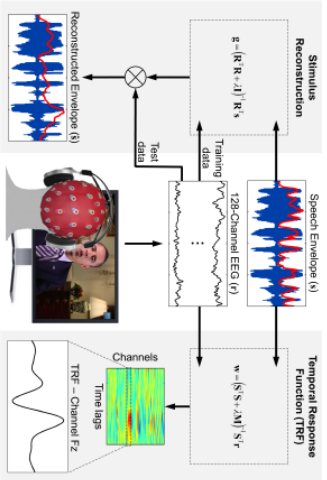 Stimulus
Reconstruction
g = (RᵀR + λI)⁻¹Rᵀs
Speech Envelope (s)
Temporal Response
Function (TRF)
w = (SᵀS + λM)⁻¹Sᵀr
128-Channel EEG (r)
...
Training
data
Test
data
Channels
Time lags
Reconstructed Envelope (ŝ)
TRF – Channel Fz